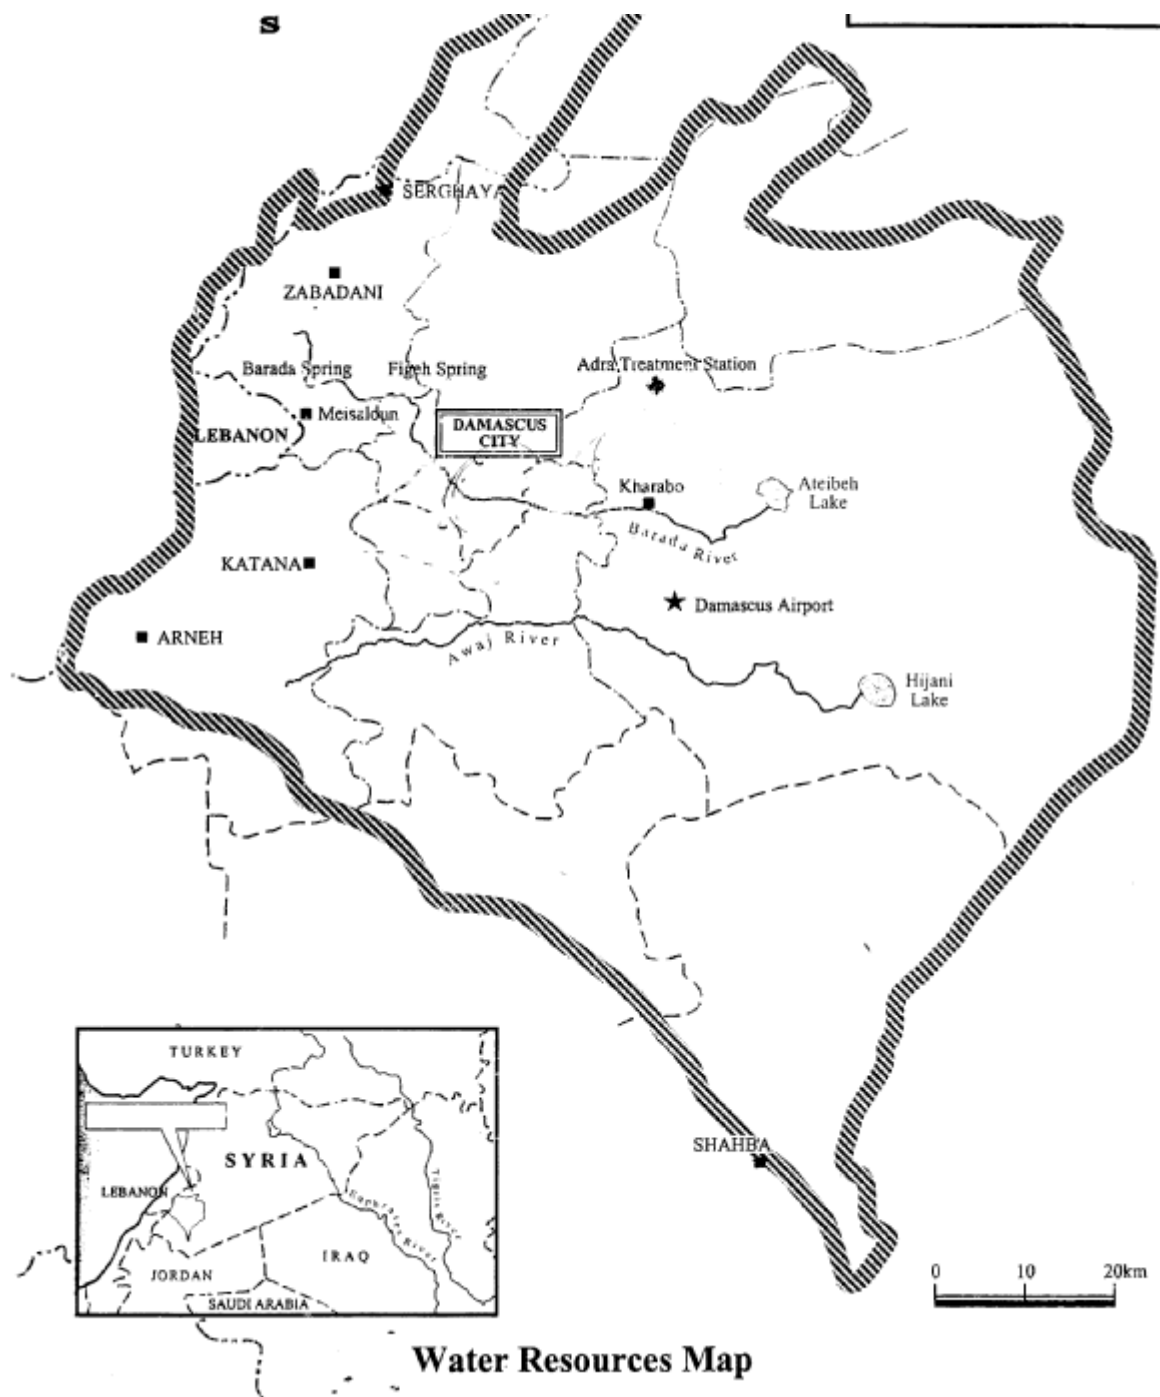 S
SERGHAYA
ZABADANI
Barada Spring
Figeh Spring
Adra Treatment Station
Meisaloun
LEBANON
DAMASCUS
CITY
Kharabo
Ateibeh
Lake
Barada River
KATANA
Damascus Airport
ARNEH
Awaj River
Hijani
Lake
SHAHBA
TURKEY
SYRIA
LEBANON
Tigris River
Euphrates River
IRAQ
JORDAN
SAUDI ARABIA
0 10 20km
Water Resources Map